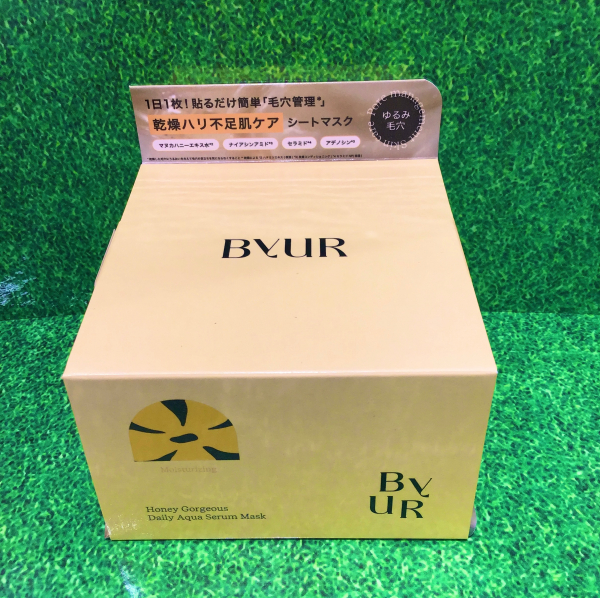 1日1枚！貼るだけ簡単「毛穴管理*」
乾燥ハリ不足肌ケア シートマスク
ゆるみ
毛穴
マヌカハニーエキス水
ナイアシンアミド
セラミド
アデノシン
BYUR
Moisturizing
Honey Gorgeous
Daily Aqua Serum Mask
BY
UR